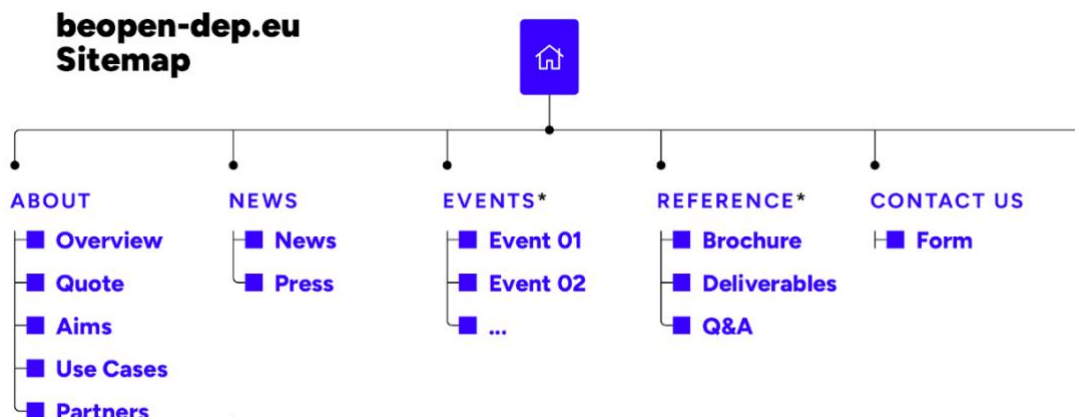 beopen-dep.eu
Sitemap
ABOUT
Overview
Quote
Aims
Use Cases
Partners
NEWS
News
Press
EVENTS*
Event 01
Event 02
...
REFERENCE*
Brochure
Deliverables
Q&A
CONTACT US
Form